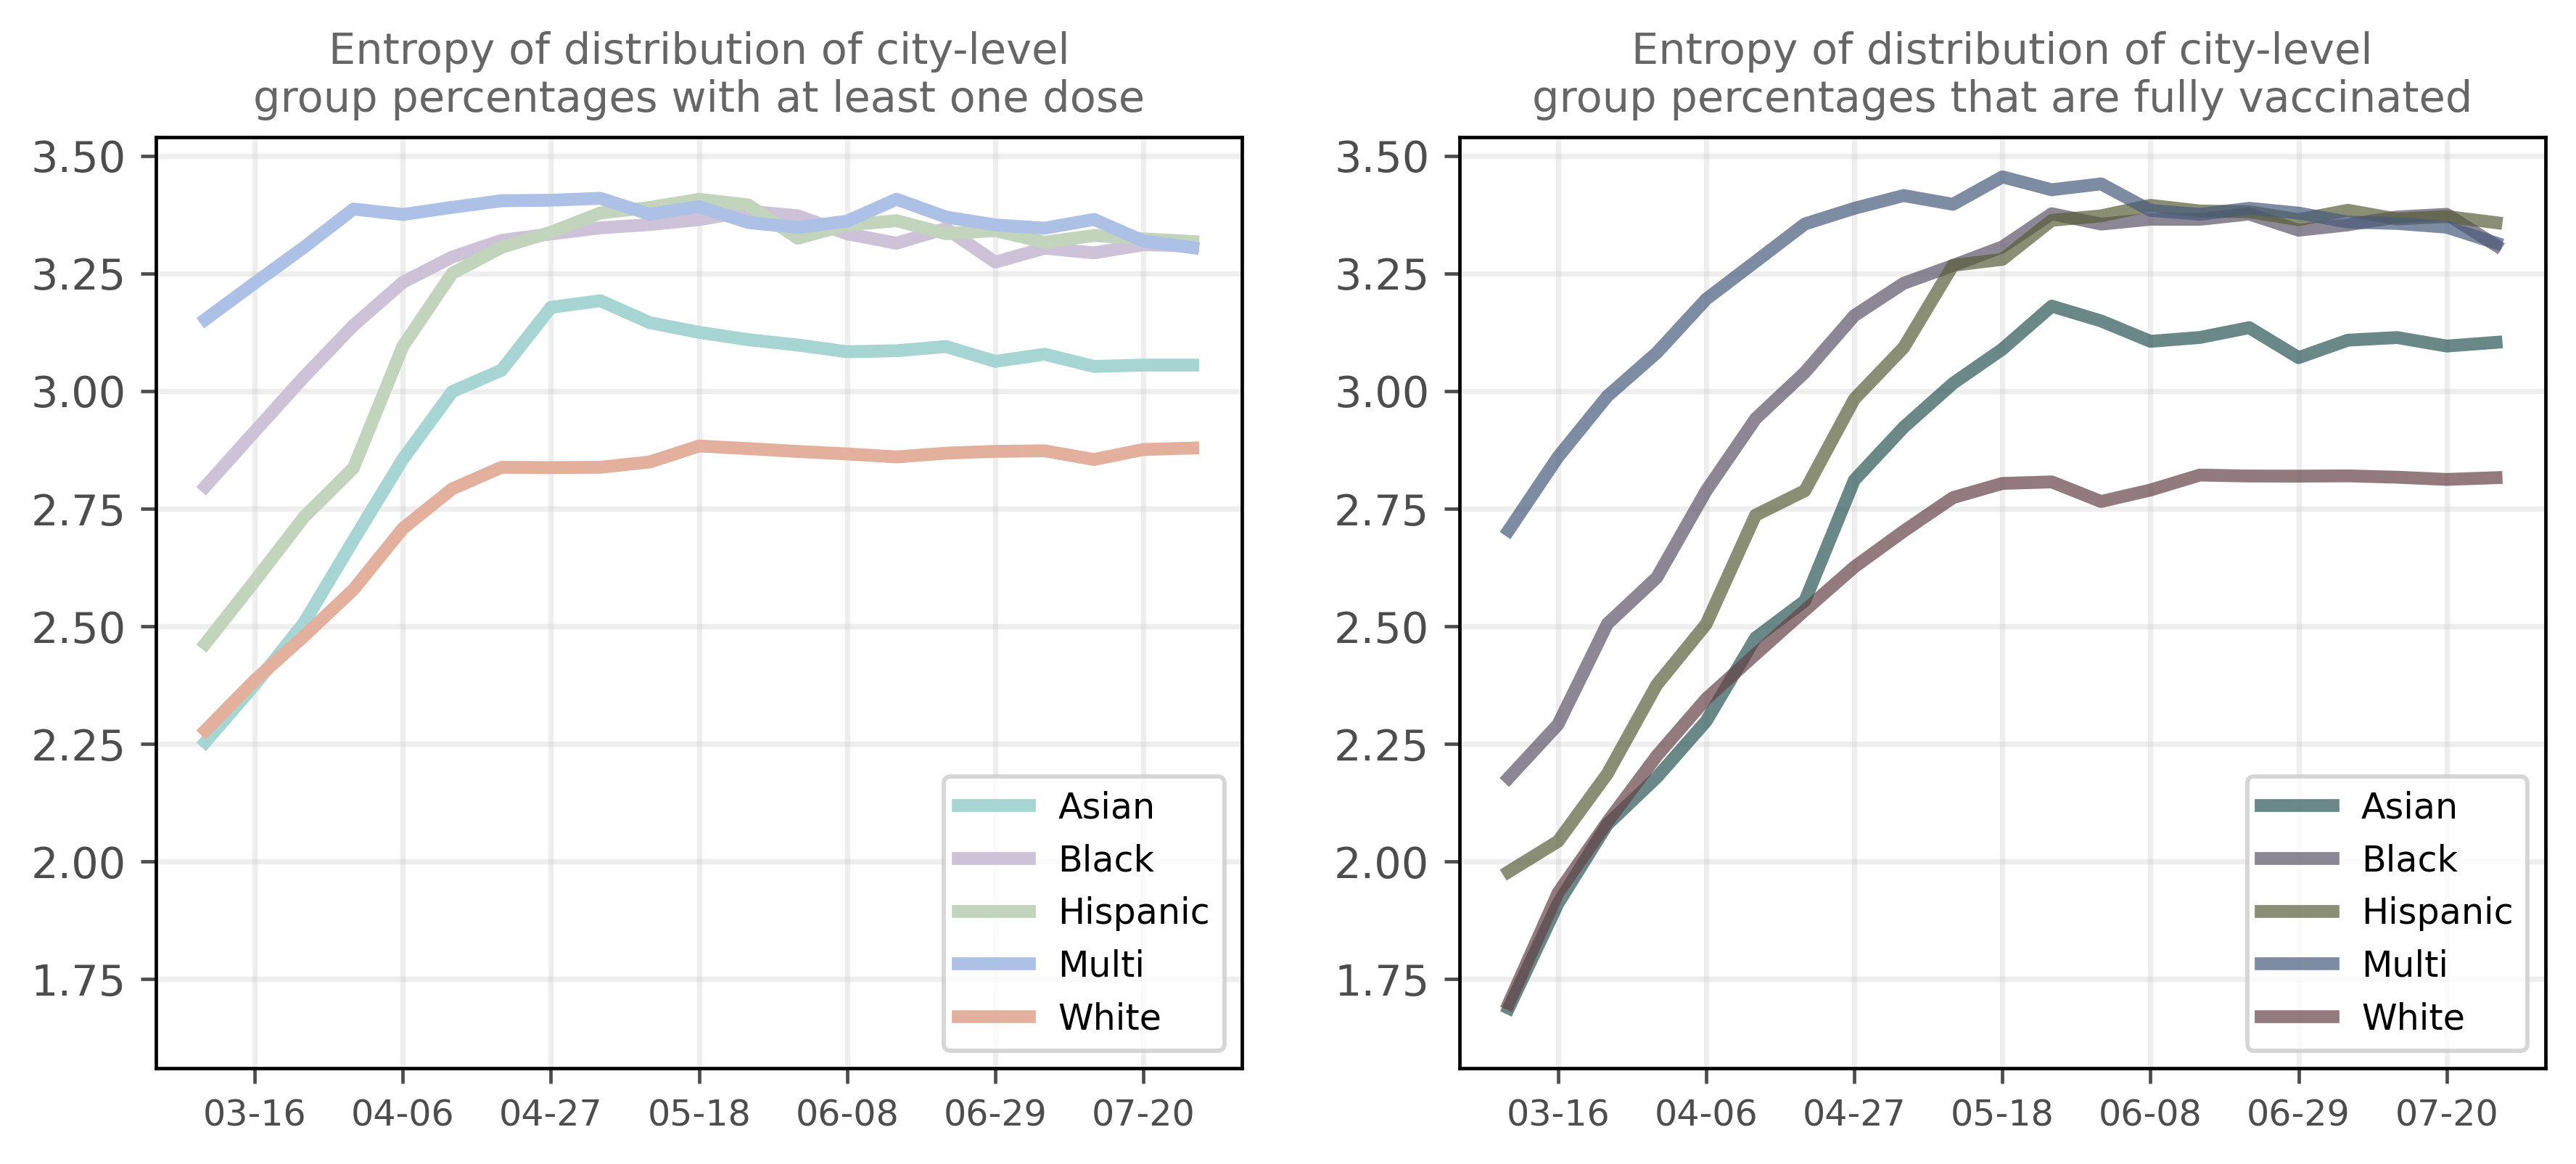 Entropy of distribution of city-level
group percentages with at least one dose
3.50
3.25
3.00
2.75
2.50
2.25
2.00
1.75
03-16 04-06 04-27 05-18 06-08 06-29 07-20
Asian
Black
Hispanic
Multi
White
Entropy of distribution of city-level
group percentages that are fully vaccinated
3.50
3.25
3.00
2.75
2.50
2.25
2.00
1.75
03-16 04-06 04-27 05-18 06-08 06-29 07-20
Asian
Black
Hispanic
Multi
White